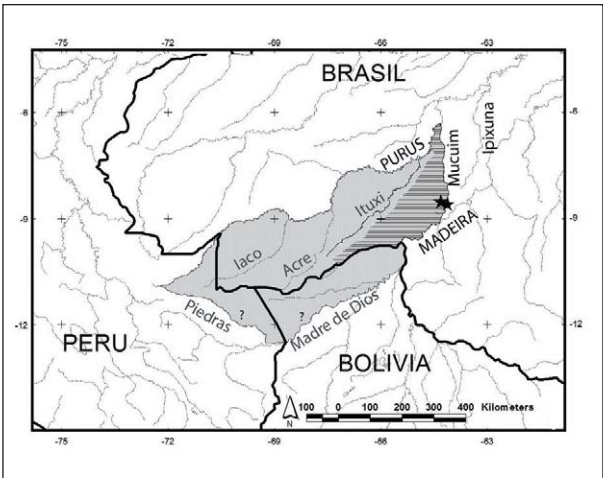 -75 -72 -69 -66 -63
BRASIL
-6 -6
PURUS
Mucuim
Ipixuna
Ituxi
-9 -9
MADEIRA
Iaco
Acre
Piedras
? ?
Madre de Dios
-12 -12
PERU
BOLIVIA
100 0 100 200 300 400 Kilometers
N
-75 -72 -69 -66 -63